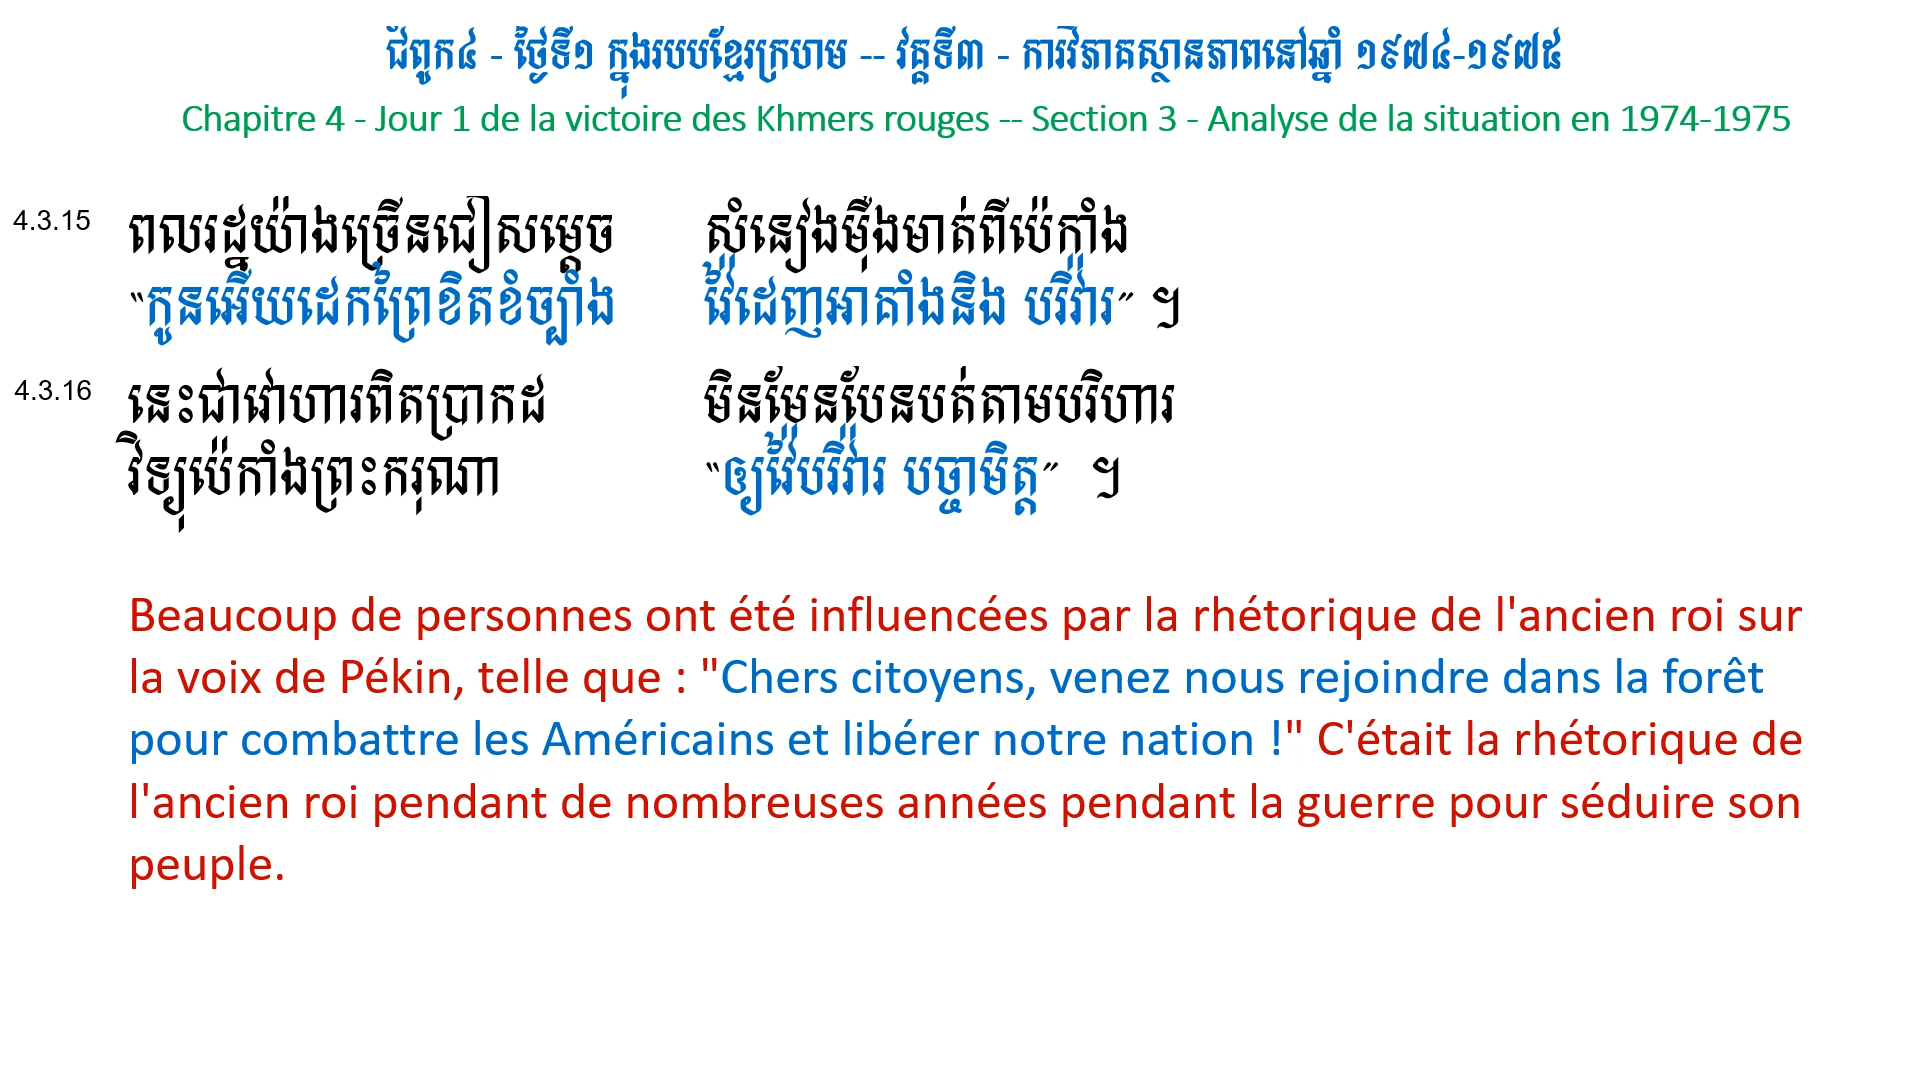 ជំពូក៤ - ថ្ងៃទី១ ក្នុងរបបខ្មែរក្រហម -- វគ្គទី៣ - ការវិភាគស្ថានភាពនៅឆ្នាំ ១៩៧៤-១៩៧៥
Chapitre 4 - Jour 1 de la victoire des Khmers rouges -- Section 3 - Analyse de la situation en 1974-1975
4.3.15 ពលរដ្ឋយ៉ាងច្រើនជឿសម្ដេច សំនៀងម៉ឺងមាត់ពីប៉េកាំង
“កូនអើយដេកព្រៃខិតខំច្បាំង វ៉ៃដេញអាគាំងនិង បរិវ៉ារ” ។
4.3.16 នេះជាវោហារពិតប្រាកដ មិនម៉ែនប៉ែនបត់តាមបរិហារ
វិទ្យុប៉េកាំងព្រះករុណា “ឲ្យវ៉ៃបរិវ៉ារ បច្ចាមិត្ត” ។
Beaucoup de personnes ont été influencées par la rhétorique de l'ancien roi sur
la voix de Pékin, telle que : "Chers citoyens, venez nous rejoindre dans la forêt
pour combattre les Américains et libérer notre nation !" C'était la rhétorique de
l'ancien roi pendant de nombreuses années pendant la guerre pour séduire son
peuple.